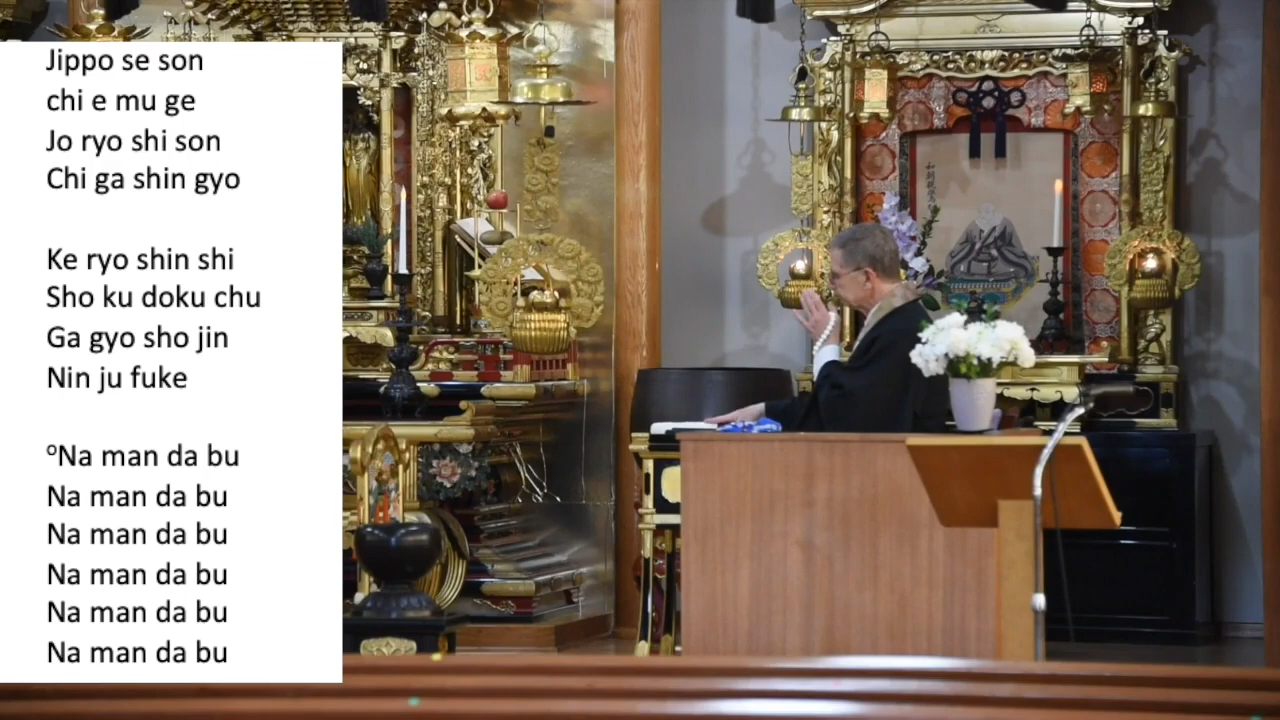 Jippo se son
chi e mu ge
Jo ryo shi son
Chi ga shin gyo
Ke ryo shin shi
Sho ku doku chu
Ga gyo sho jin
Nin ju fuke
ºNa man da bu
Na man da bu
Na man da bu
Na man da bu
Na man da bu
Na man da bu